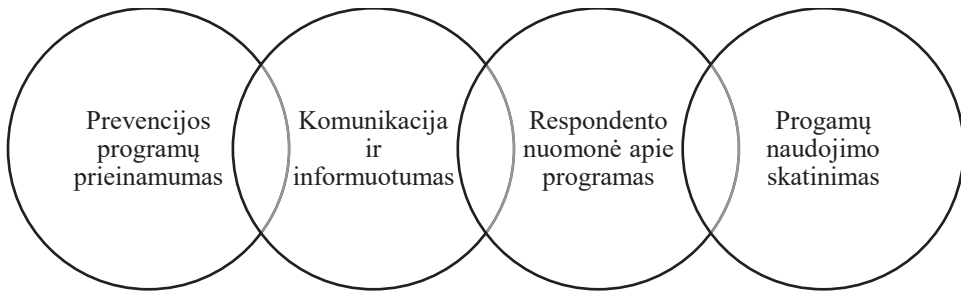 Prevencijos
programų
prieinamumas
Komunikacija
ir
informuotumas
Respondento
nuomonė apie
programas
Progamų
naudojimo
skatinimas